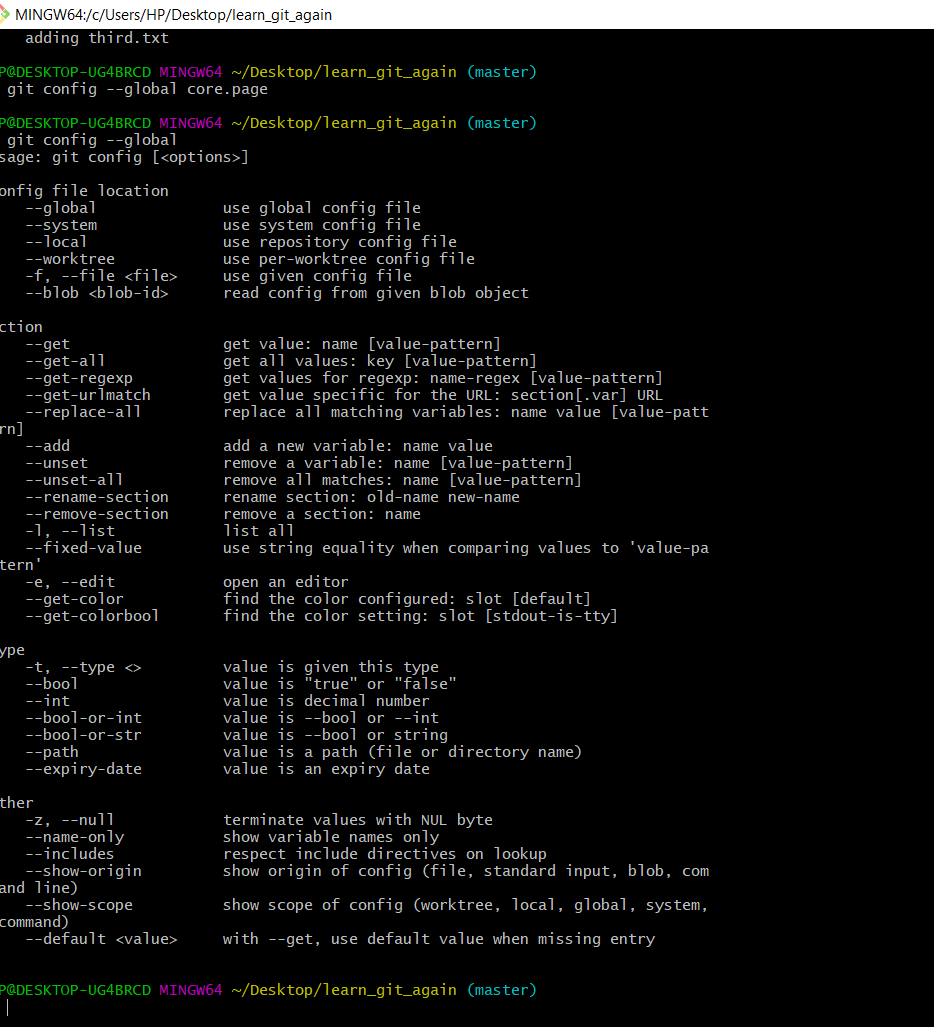 MINGW64:/c/Users/HP/Desktop/learn_git_again
adding third.txt
P@DESKTOP-UG4BRCD MINGW64 ~/Desktop/learn_git_again (master)
git config --global core.page
P@DESKTOP-UG4BRCD MINGW64 ~/Desktop/learn_git_again (master)
git config --global
sage: git config [<options>]
onfig file location
--global use global config file
--system use system config file
--local use repository config file
--worktree use per-worktree config file
-f, --file <file> use given config file
--blob <blob-id> read config from given blob object
ction
--get get value: name [value-pattern]
--get-all get all values: key [value-pattern]
--get-regexp get values for regexp: name-regex [value-pattern]
--get-urlmatch get value specific for the URL: section[.var] URL
--replace-all replace all matching variables: name value [value-patt
rn]
--add add a new variable: name value
--unset remove a variable: name [value-pattern]
--unset-all remove all matches: name [value-pattern]
--rename-section rename section: old-name new-name
--remove-section remove a section: name
-l, --list list all
--fixed-value use string equality when comparing values to 'value-pa
tern'
-e, --edit open an editor
--get-color find the color configured: slot [default]
--get-colorbool find the color setting: slot [stdout-is-tty]
ype
-t, --type <> value is given this type
--bool value is "true" or "false"
--int value is decimal number
--bool-or-int value is --bool or --int
--bool-or-str value is --bool or string
--path value is a path (file or directory name)
--expiry-date value is an expiry date
ther
-z, --null terminate values with NUL byte
--name-only show variable names only
--includes respect include directives on lookup
--show-origin show origin of config (file, standard input, blob, com
and line)
--show-scope show scope of config (worktree, local, global, system,
command)
--default <value> with --get, use default value when missing entry
P@DESKTOP-UG4BRCD MINGW64 ~/Desktop/learn_git_again (master)